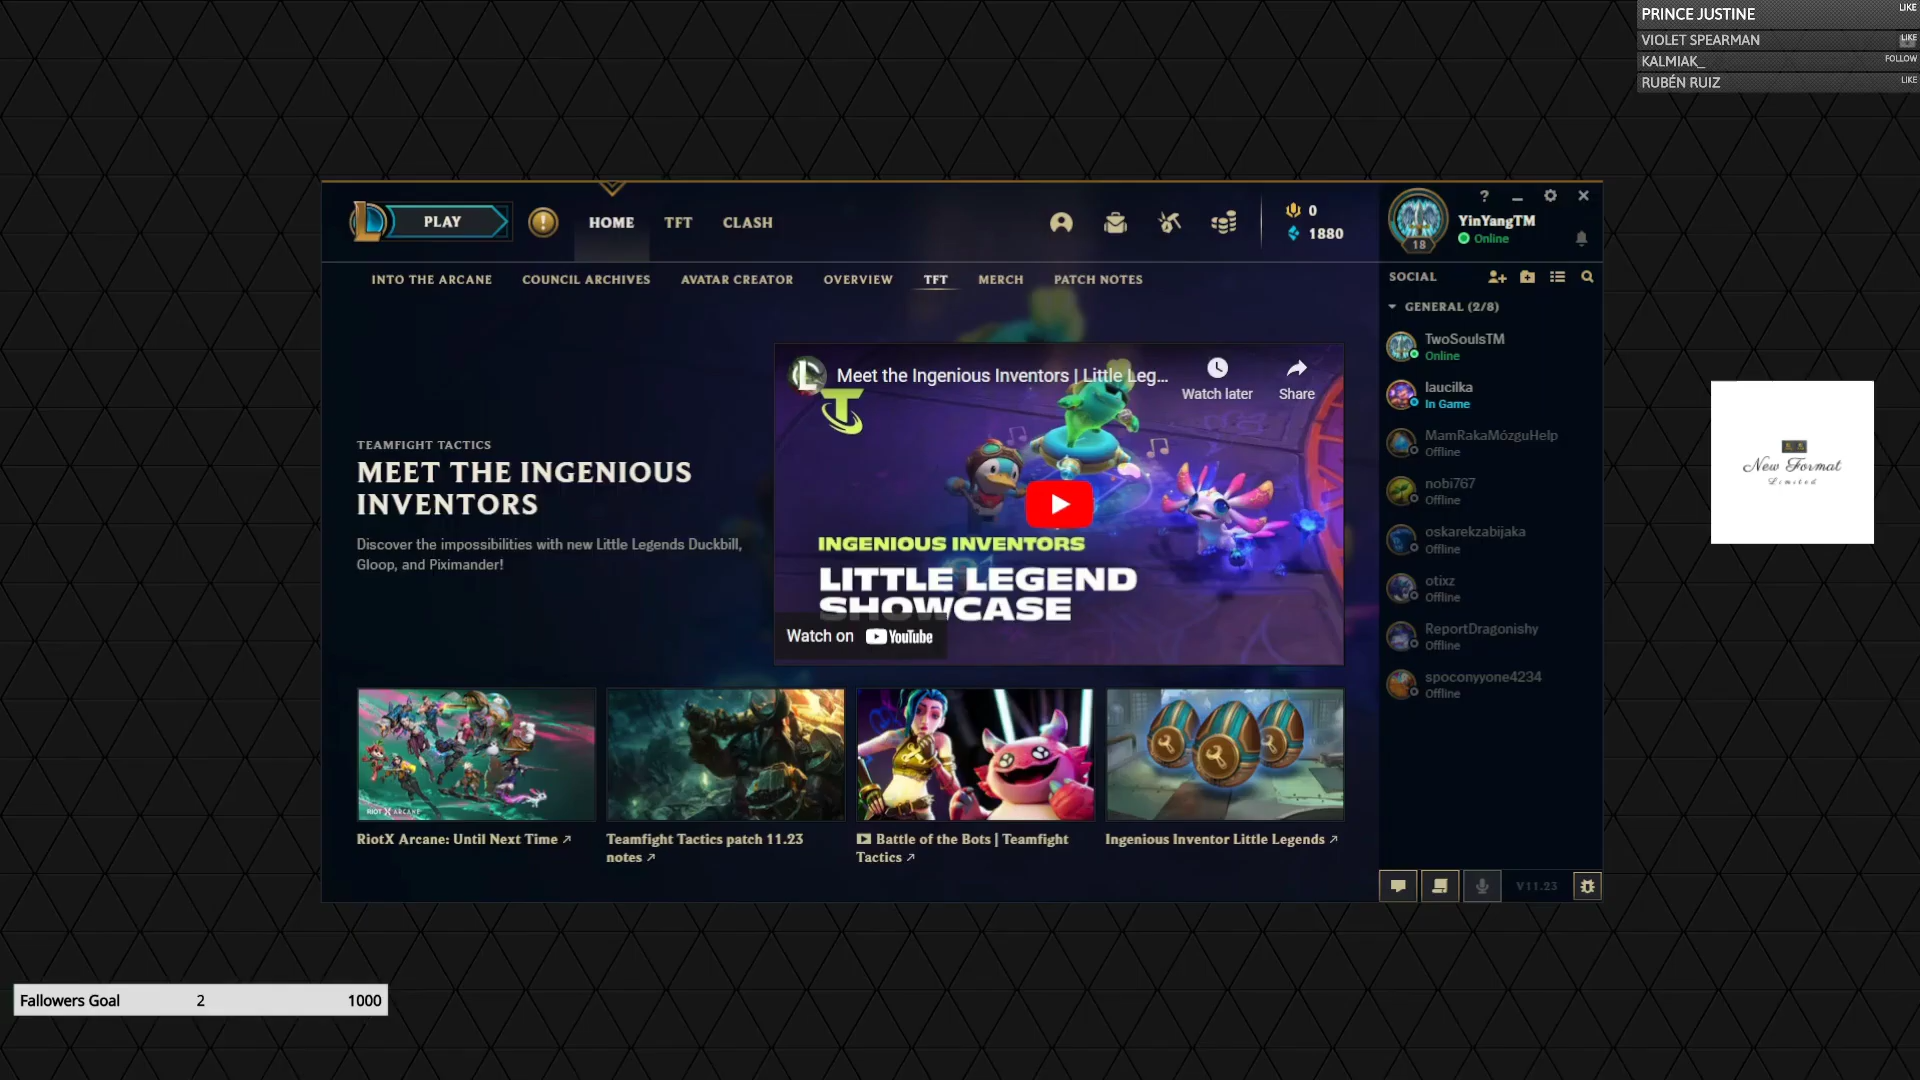 PRINCE JUSTINE LIKE
VIOLET SPEARMAN LIKE
KALMIAK_ FOLLOW
RUBÉN RUIZ LIKE
PLAY
HOME
TFT
CLASH
0
1880
18
YinYangTM
Online
INTO THE ARCANE
COUNCIL ARCHIVES
AVATAR CREATOR
OVERVIEW
TFT
MERCH
PATCH NOTES
SOCIAL
GENERAL (2/8)
TwoSoulsTM
Online
laucilka
In Game
MamRakaMózguHelp
Offline
nobi767
Offline
oskarekzabijaka
Offline
otixz
Offline
ReportDragonishy
Offline
spoconyyone4234
Offline
TEAMFIGHT TACTICS
MEET THE INGENIOUS
INVENTORS
Discover the impossibilities with new Little Legends Duckbill,
Gloop, and Piximander!
Meet the Ingenious Inventors | Little Leg...
Watch later
Share
INGENIOUS INVENTORS
LITTLE LEGEND
SHOWCASE
Watch on YouTube
RIOT X ARCANE
RiotX Arcane: Until Next Time
Teamfight Tactics patch 11.23
notes
Battle of the Bots | Teamfight
Tactics
Ingenious Inventor Little Legends
V11.23
New Format
Limited
Fallowers Goal 2 1000